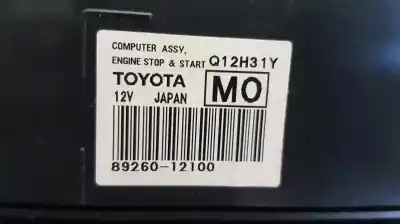 COMPUTER ASSY,
ENGINE STOP & START Q12H31Y
TOYOTA MO
12V JAPAN
89260-12100